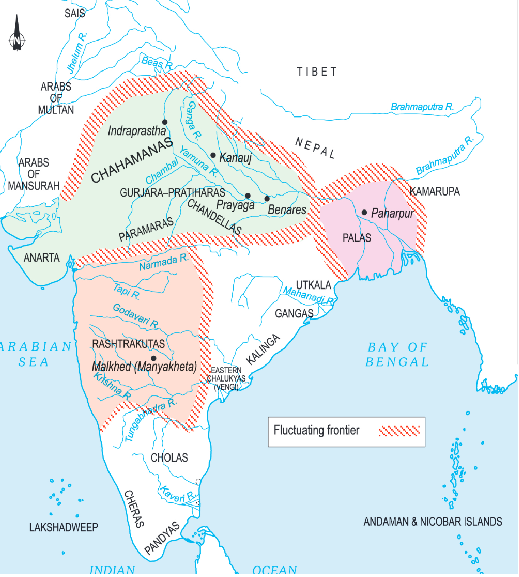 SAIS
Jhelum R.
Beas R.
TIBET
ARABS
OF
MULTAN
Brahmaputra R.
Indraprastha
Ganga R.
NEPAL
CHAHAMANAS
Kanauj
Yamuna R.
Chambal
Brahmaputra R.
ARABS
OF
MANSURAH
GURJARA-PRATIHARAS
KAMARUPA
Prayaga
Benares
CHANDELLAS
Paharpur
PARAMARAS
PALAS
ANARTA
Narmada R.
Tapi R.
UTKALA
Mahanadi R.
GANGAS
Godaveri R.
RASHTRAKUTAS
KALINGA
ARABIAN
SEA
BAY OF
BENGAL
Malkhed (Manyakheta)
EASTERN
CHALUKYAS
(VENGI)
Krishna R.
Tungabhadra R.
Fluctuating frontier
CHOLAS
Kaveri R.
CHERAS
PANDYAS
LAKSHADWEEP
ANDAMAN & NICOBAR ISLANDS
INDIAN OCEAN